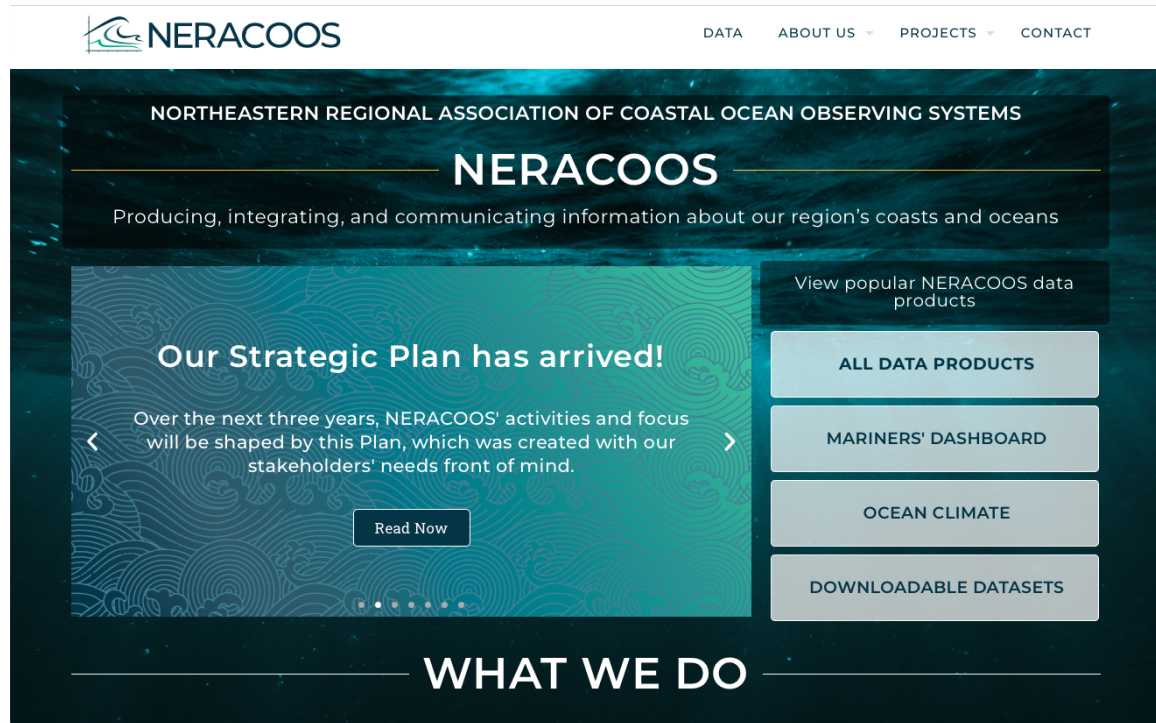 NERACOOS
DATA
ABOUT US
PROJECTS
CONTACT
NORTHEASTERN REGIONAL ASSOCIATION OF COASTAL OCEAN OBSERVING SYSTEMS
NERACOOS
Producing, integrating, and communicating information about our region’s coasts and oceans
Our Strategic Plan has arrived!
Over the next three years, NERACOOS' activities and focus
will be shaped by this Plan, which was created with our
stakeholders' needs front of mind.
Read Now
View popular NERACOOS data
products
ALL DATA PRODUCTS
MARINERS' DASHBOARD
OCEAN CLIMATE
DOWNLOADABLE DATASETS
WHAT WE DO